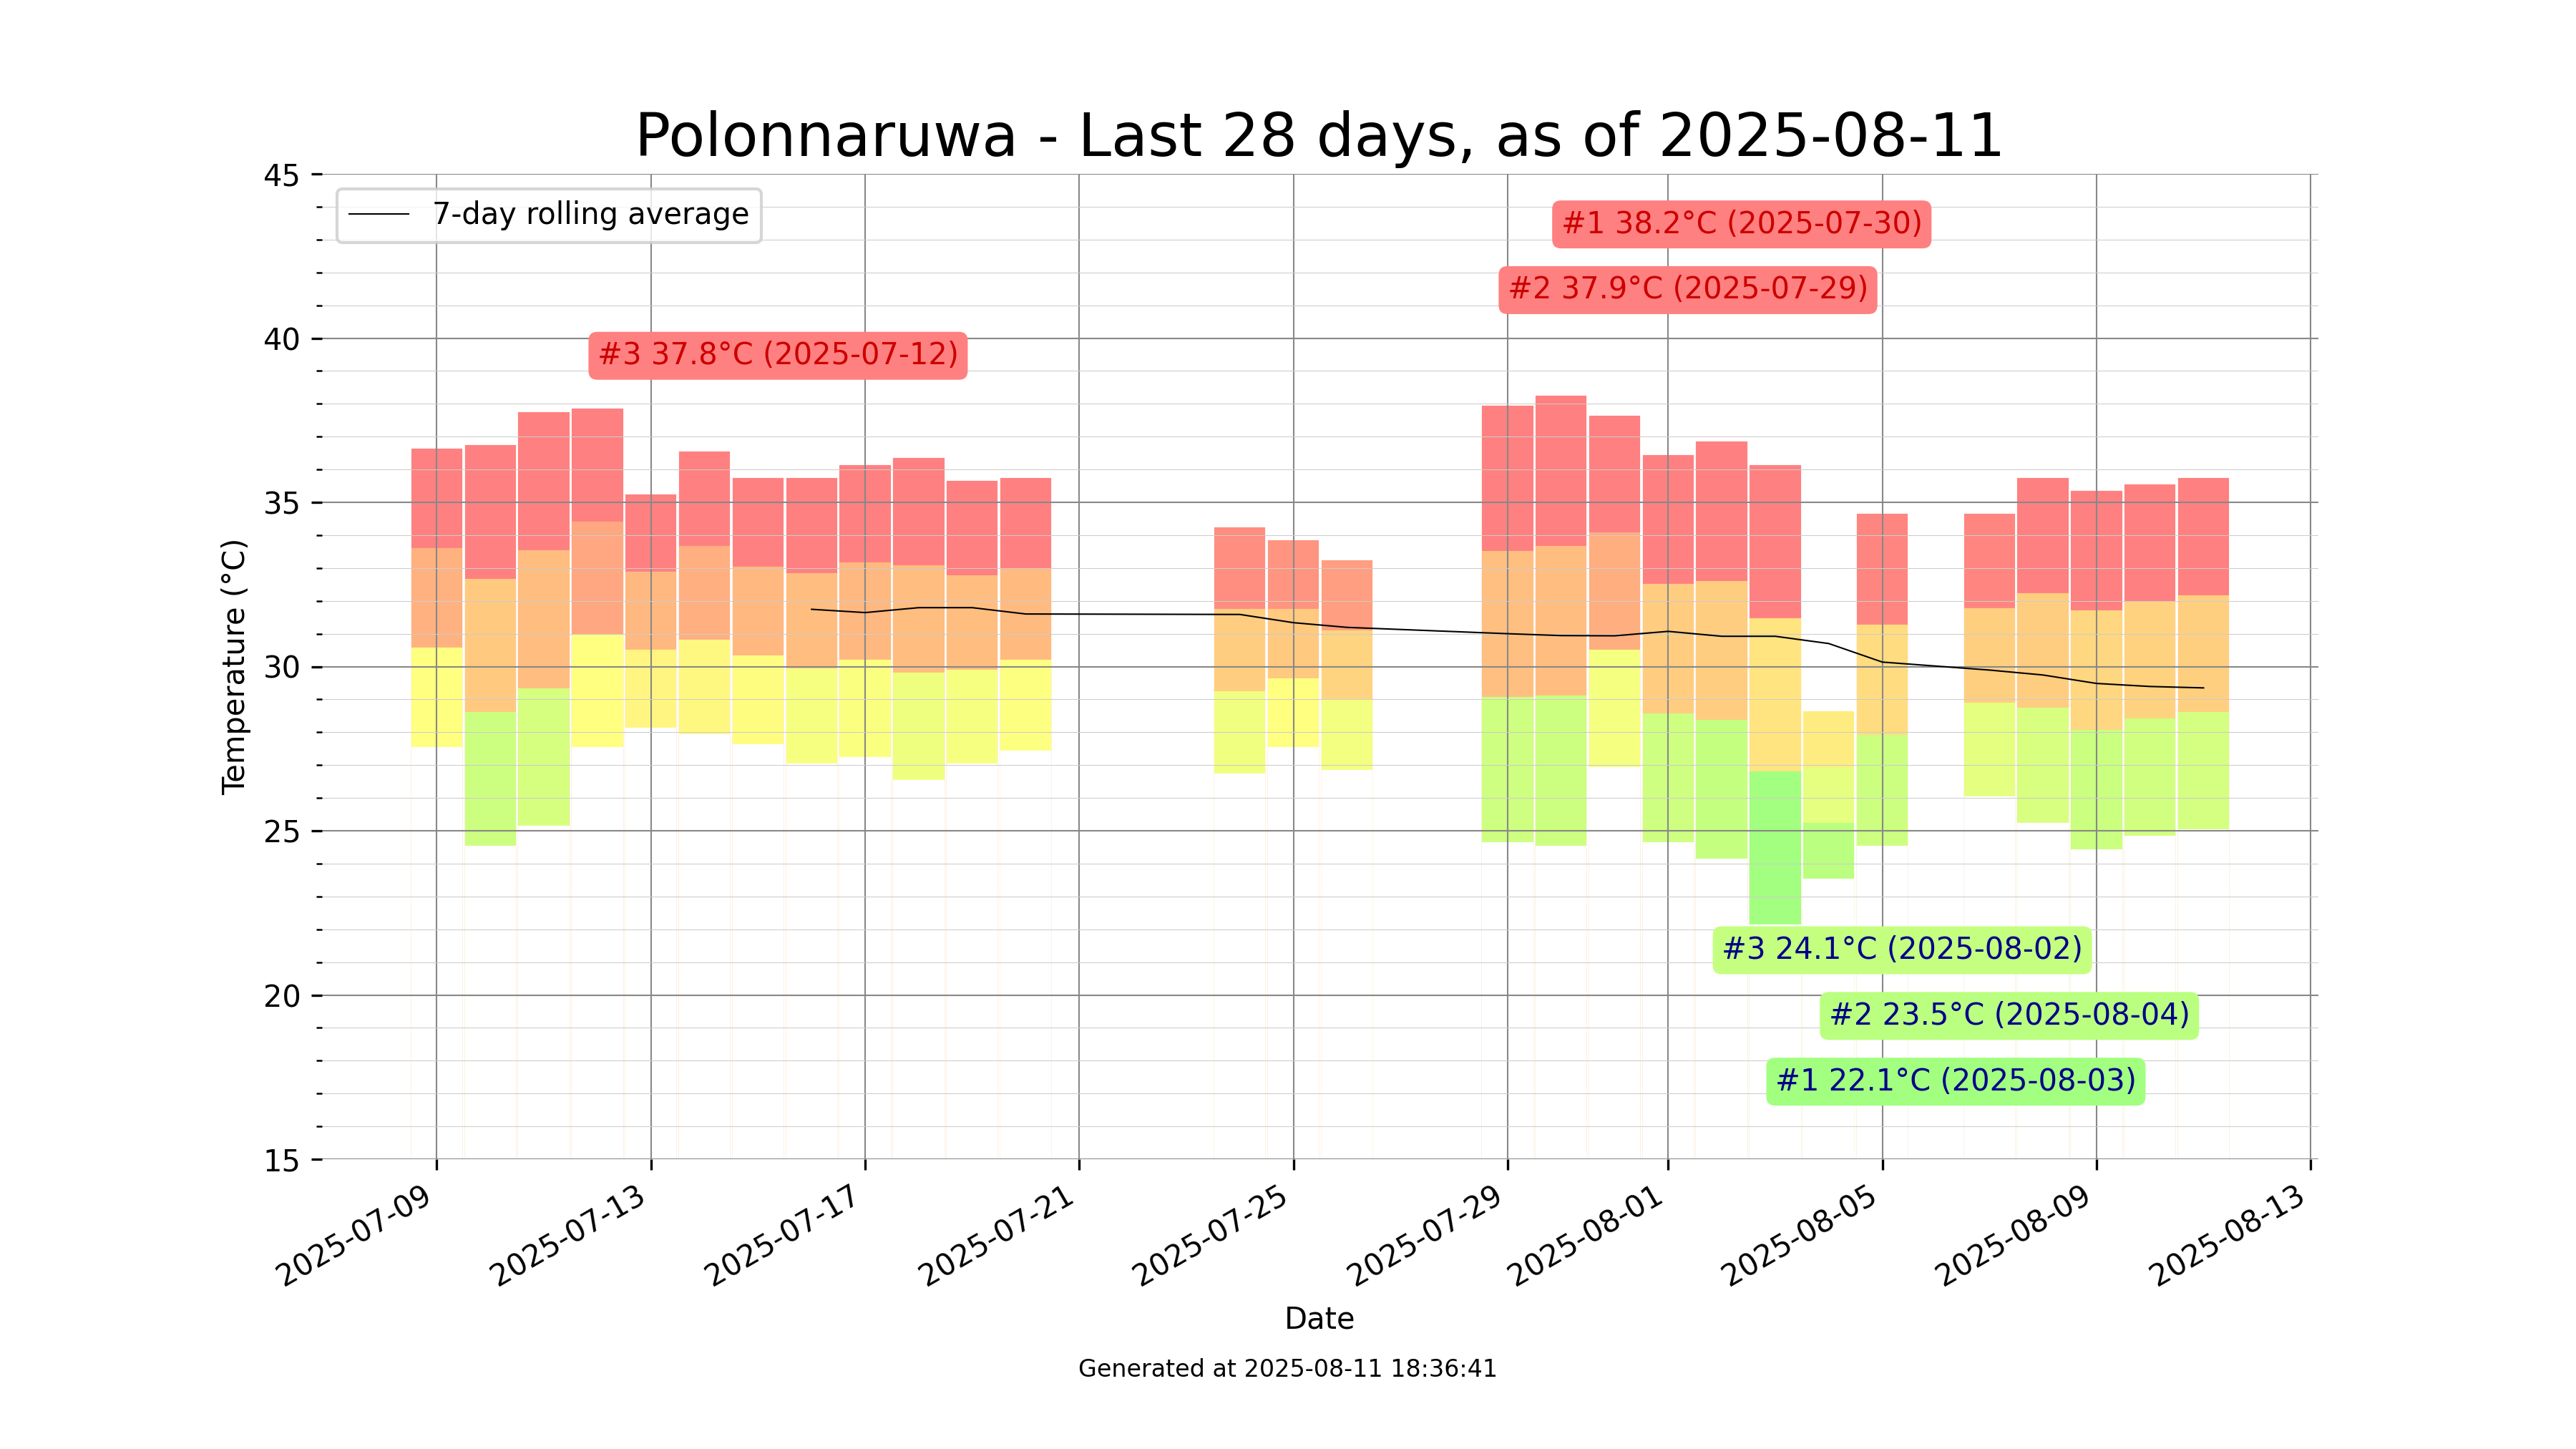 Polonnaruwa - Last 28 days, as of 2025-08-11
45
7-day rolling average
#1 38.2°C (2025-07-30)
#2 37.9°C (2025-07-29)
40
#3 37.8°C (2025-07-12)
35
Temperature (°C)
30
25
#3 24.1°C (2025-08-02)
20
#2 23.5°C (2025-08-04)
#1 22.1°C (2025-08-03)
15
2025-07-09
2025-07-13
2025-07-17
2025-07-21
2025-07-25
2025-07-29
2025-08-01
2025-08-05
2025-08-09
2025-08-13
Date
Generated at 2025-08-11 18:36:41